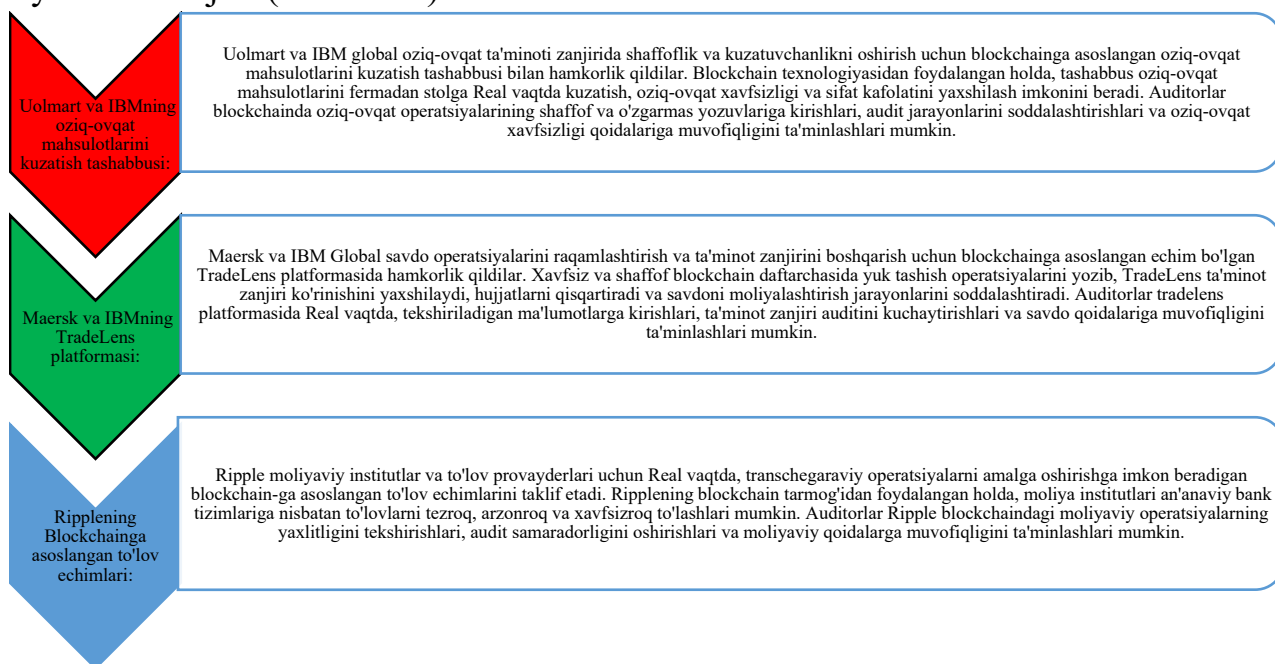 Uolmart va IBMning
oziq-ovqat
mahsulotlarini
kuzatish tashabbusi:
Uolmart va IBM global oziq-ovqat ta'minoti zanjirida shaffoflik va kuzatuvchanlikni oshirish uchun blockchainga asoslangan oziq-ovqat
mahsulotlarini kuzatish tashabbusi bilan hamkorlik qildilar. Blockchain texnologiyasidan foydalangan holda, tashabbus oziq-ovqat
mahsulotlarini fermadan stolga Real vaqtda kuzatish, oziq-ovqat xavfsizligi va sifat kafolatini yaxshilash imkonini beradi. Auditorlar
blockchainda oziq-ovqat operatsiyalarining shaffof va o'zgarmas yozuvlariga kirishlari, audit jarayonlarini soddalashtirishlari va oziq-ovqat
xavfsizligi qoidalariga muvofiqligini ta'minlashlari mumkin.
Maersk va IBMning
TradeLens
platformasi:
Maersk va IBM Global savdo operatsiyalarini raqamlashtirish va ta'minot zanjirini boshqarish uchun blockchainga asoslangan echim bo'lgan
TradeLens platformasida hamkorlik qildilar. Xavfsiz va shaffof blockchain daftarchasida yuk tashish operatsiyalarini yozib, TradeLens ta'minot
zanjiri ko'rinishini yaxshilaydi, hujjatlarni qisqartiradi va savdoni moliyalashtirish jarayonlarini soddalashtiradi. Auditorlar tradelens
platformasida Real vaqtda, tekshiriladigan ma'lumotlarga kirishlari, ta'minot zanjiri auditini kuchaytirishlari va savdo qoidalariga muvofiqligini
ta'minlashlari mumkin.
Ripplening
Blockchainga
asoslangan to'lov
echimlari:
Ripple moliyaviy institutlar va to'lov provayderlari uchun Real vaqtda, transchegaraviy operatsiyalarni amalga oshirishga imkon beradigan
blockchain-ga asoslangan to'lov echimlarini taklif etadi. Ripplening blockchain tarmog'idan foydalangan holda, moliya institutlari an'anaviy bank
tizimlariga nisbatan to'lovlarni tezroq, arzonroq va xavfsizroq to'lashlari mumkin. Auditorlar Ripple blockchaindagi moliyaviy operatsiyalarning
yaxlitligini tekshirishlari, audit samaradorligini oshirishlari va moliyaviy qoidalarga muvofiqligini ta'minlashlari mumkin.